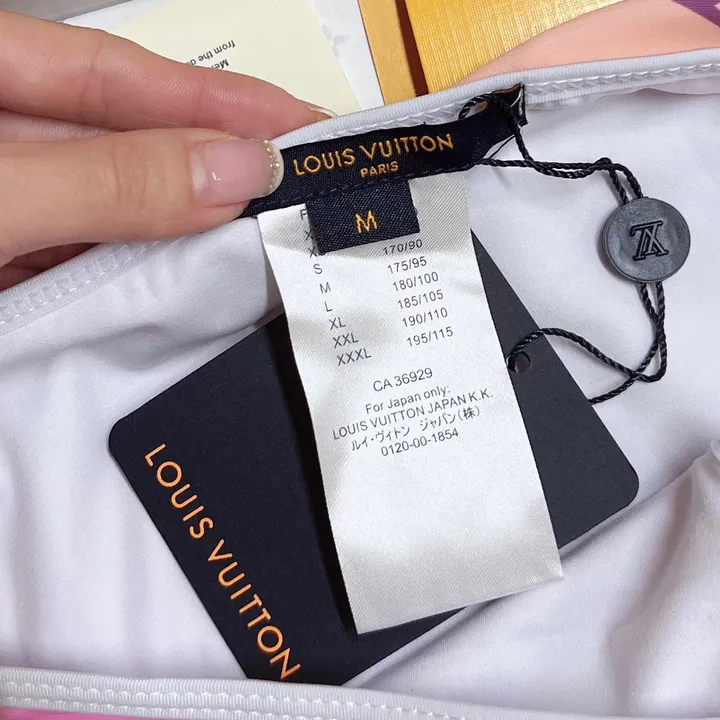 from the d
LOUIS VUITTON
PARIS
M
170/90
S 175/95
M 180/100
L 185/105
XL 190/110
XXL 195/115
XXXL
CA 36929
For Japan only:
LOUIS VUITTON JAPAN K.K.
ルイ・ヴィトン ジャパン(株)
0120-00-1854
LOUIS VUITTON